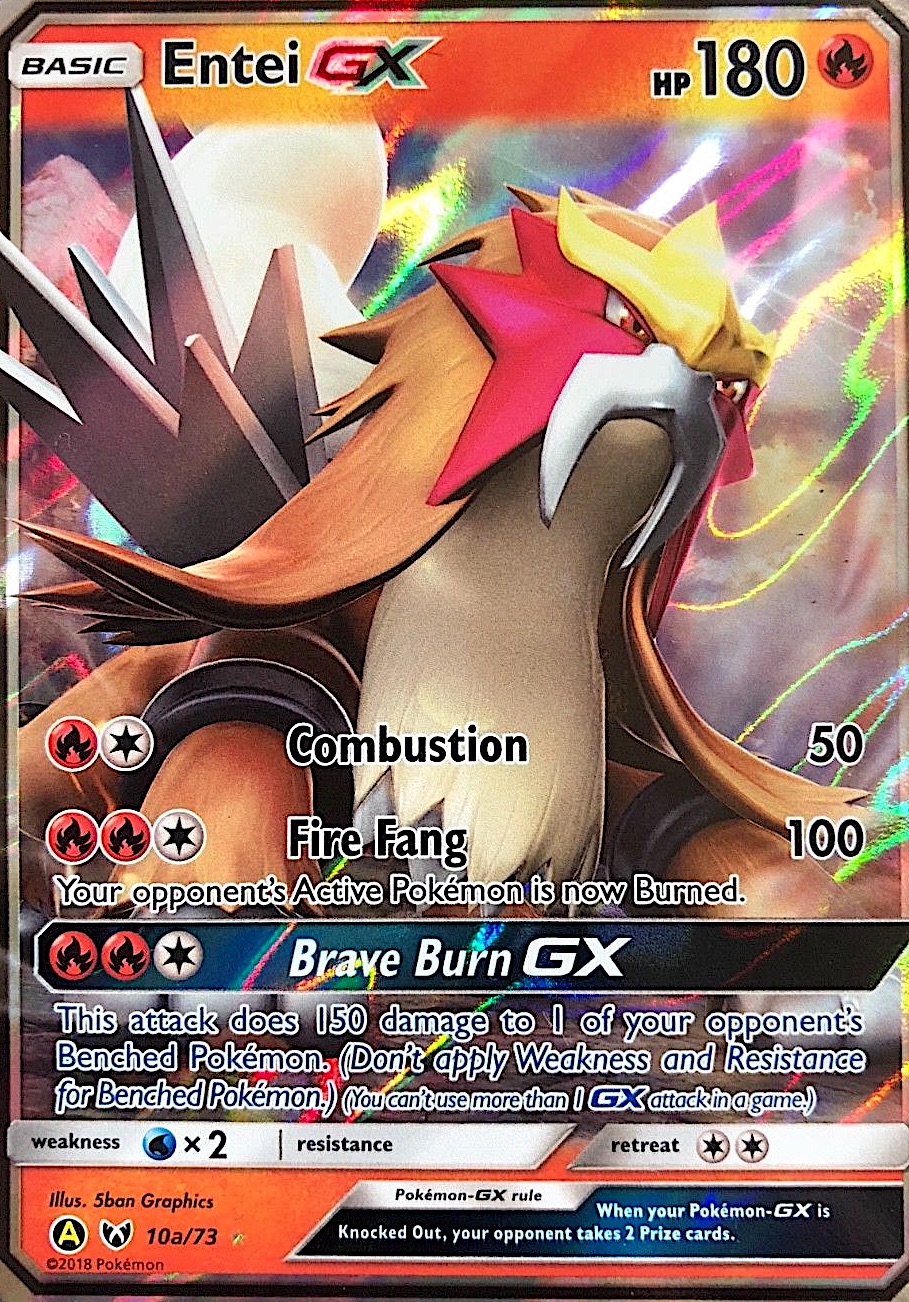 BASIC Entei GX HP 180
Combustion 50
Fire Fang 100
Your opponent's Active Pokémon is now Burned.
Brave Burn GX
This attack does 150 damage to 1 of your opponent's
Benched Pokémon. (Don't apply Weakness and Resistance
for Benched Pokémon.) (You can't use more than 1 GX attack in a game.)
weakness × 2 resistance retreat
Illus. 5ban Graphics
A 10a/73
©2018 Pokémon
Pokémon-GX rule
When your Pokémon-GX is
Knocked Out, your opponent takes 2 Prize cards.